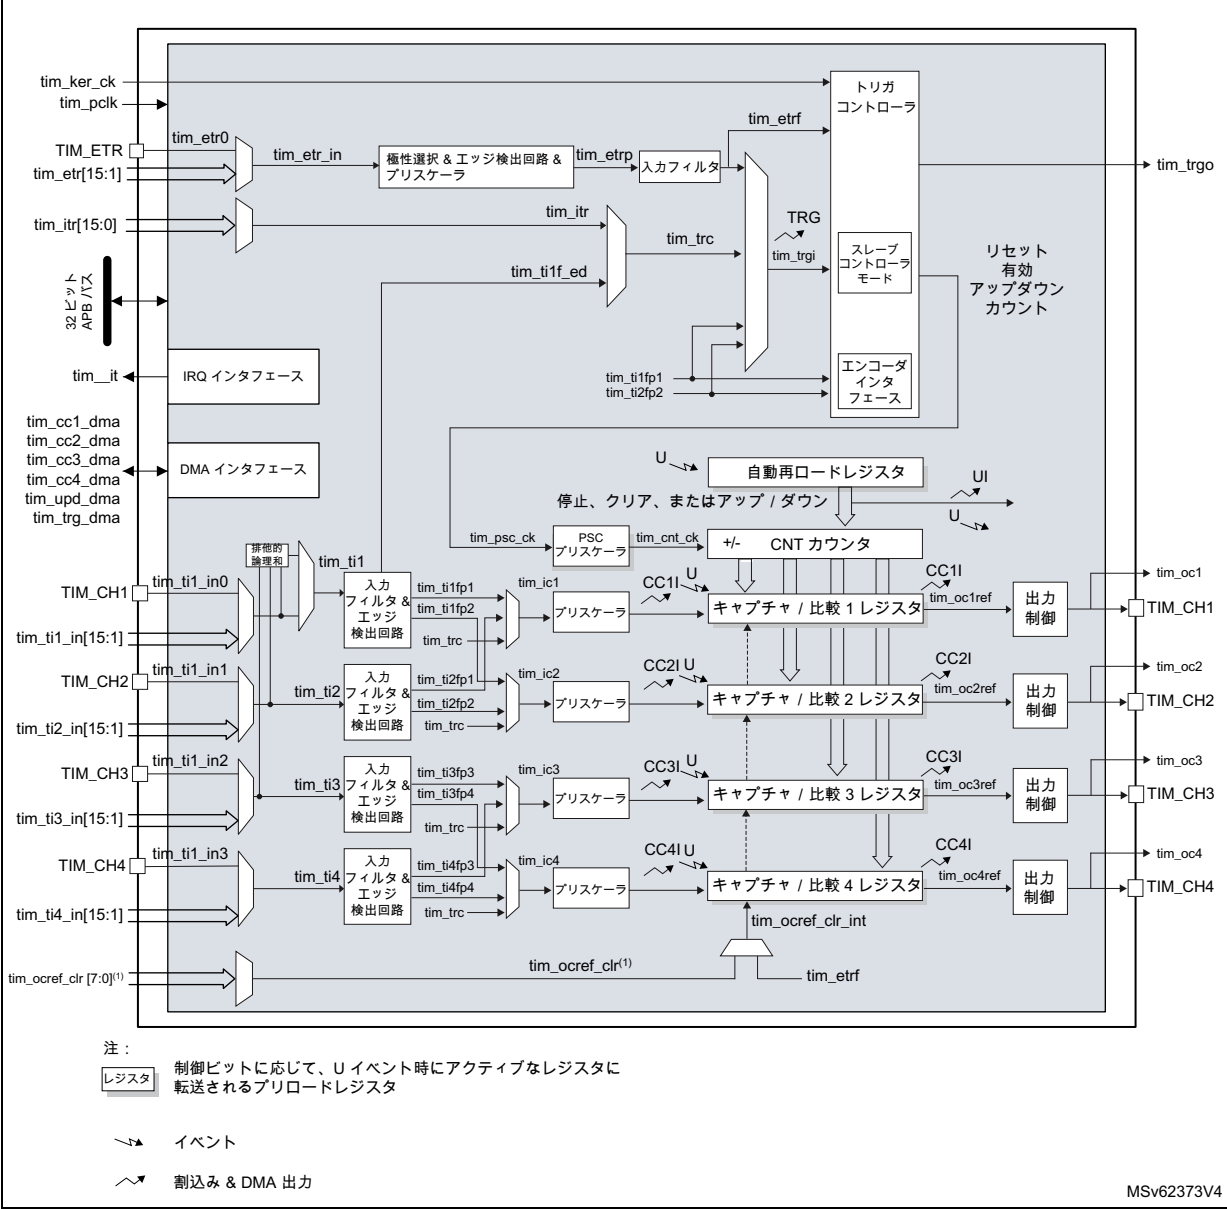 tim_ker_ck
tim_pclk
TIM_ETR
tim_etr0
tim_etr[15:1]
tim_etr_in
極性選択 & エッジ検出回路 &
プリスケーラ
tim_etrp
入力フィルタ
tim_etrf
トリガ
コントローラ
tim_trgo
tim_itr[15:0]
tim_itr
tim_ti1f_ed
tim_trc
TRG
tim_trgi
スレーブ
コントローラ
モード
リセット
有効
アップダウン
カウント
32 ビット
APB バス
tim__it
IRQ インタフェース
tim_ti1fp1
tim_ti2fp2
エンコーダ
インタ
フェース
tim_cc1_dma
tim_cc2_dma
tim_cc3_dma
tim_cc4_dma
tim_upd_dma
tim_trg_dma
DMA インタフェース
U
自動再ロードレジスタ
UI
U
停止、クリア、またはアップ / ダウン
tim_psc_ck
PSC
プリスケーラ
tim_cnt_ck
+/-
CNT カウンタ
排他的
論理和
tim_ti1
TIM_CH1
tim_ti1_in0
tim_ti1_in[15:1]
入力
フィルタ &
エッジ
検出回路
tim_ti1fp1
tim_ti1fp2
tim_trc
tim_ic1
プリスケーラ
CC1I
U
キャプチャ / 比較 1 レジスタ
CC1I
tim_oc1ref
出力
制御
tim_oc1
TIM_CH1
TIM_CH2
tim_ti1_in1
tim_ti2_in[15:1]
tim_ti2
入力
フィルタ &
エッジ
検出回路
tim_ti2fp1
tim_ti2fp2
tim_trc
tim_ic2
プリスケーラ
CC2I
U
キャプチャ / 比較 2 レジスタ
CC2I
tim_oc2ref
出力
制御
tim_oc2
TIM_CH2
TIM_CH3
tim_ti1_in2
tim_ti3_in[15:1]
tim_ti3
入力
フィルタ &
エッジ
検出回路
tim_ti3fp3
tim_ti3fp4
tim_trc
tim_ic3
プリスケーラ
CC3I
U
キャプチャ / 比較 3 レジスタ
CC3I
tim_oc3ref
出力
制御
tim_oc3
TIM_CH3
TIM_CH4
tim_ti1_in3
tim_ti4_in[15:1]
tim_ti4
入力
フィルタ &
エッジ
検出回路
tim_ti4fp3
tim_ti4fp4
tim_trc
tim_ic4
プリスケーラ
CC4I
U
キャプチャ / 比較 4 レジスタ
CC4I
tim_oc4ref
出力
制御
tim_oc4
TIM_CH4
tim_ocref_clr_int
tim_ocref_clr [7:0](1)
tim_ocref_clr(1)
tim_etrf
注 :
レジスタ
制御ビットに応じて、U イベント時にアクティブなレジスタに
転送されるプリロードレジスタ
イベント
割込み & DMA 出力
MSv62373V4